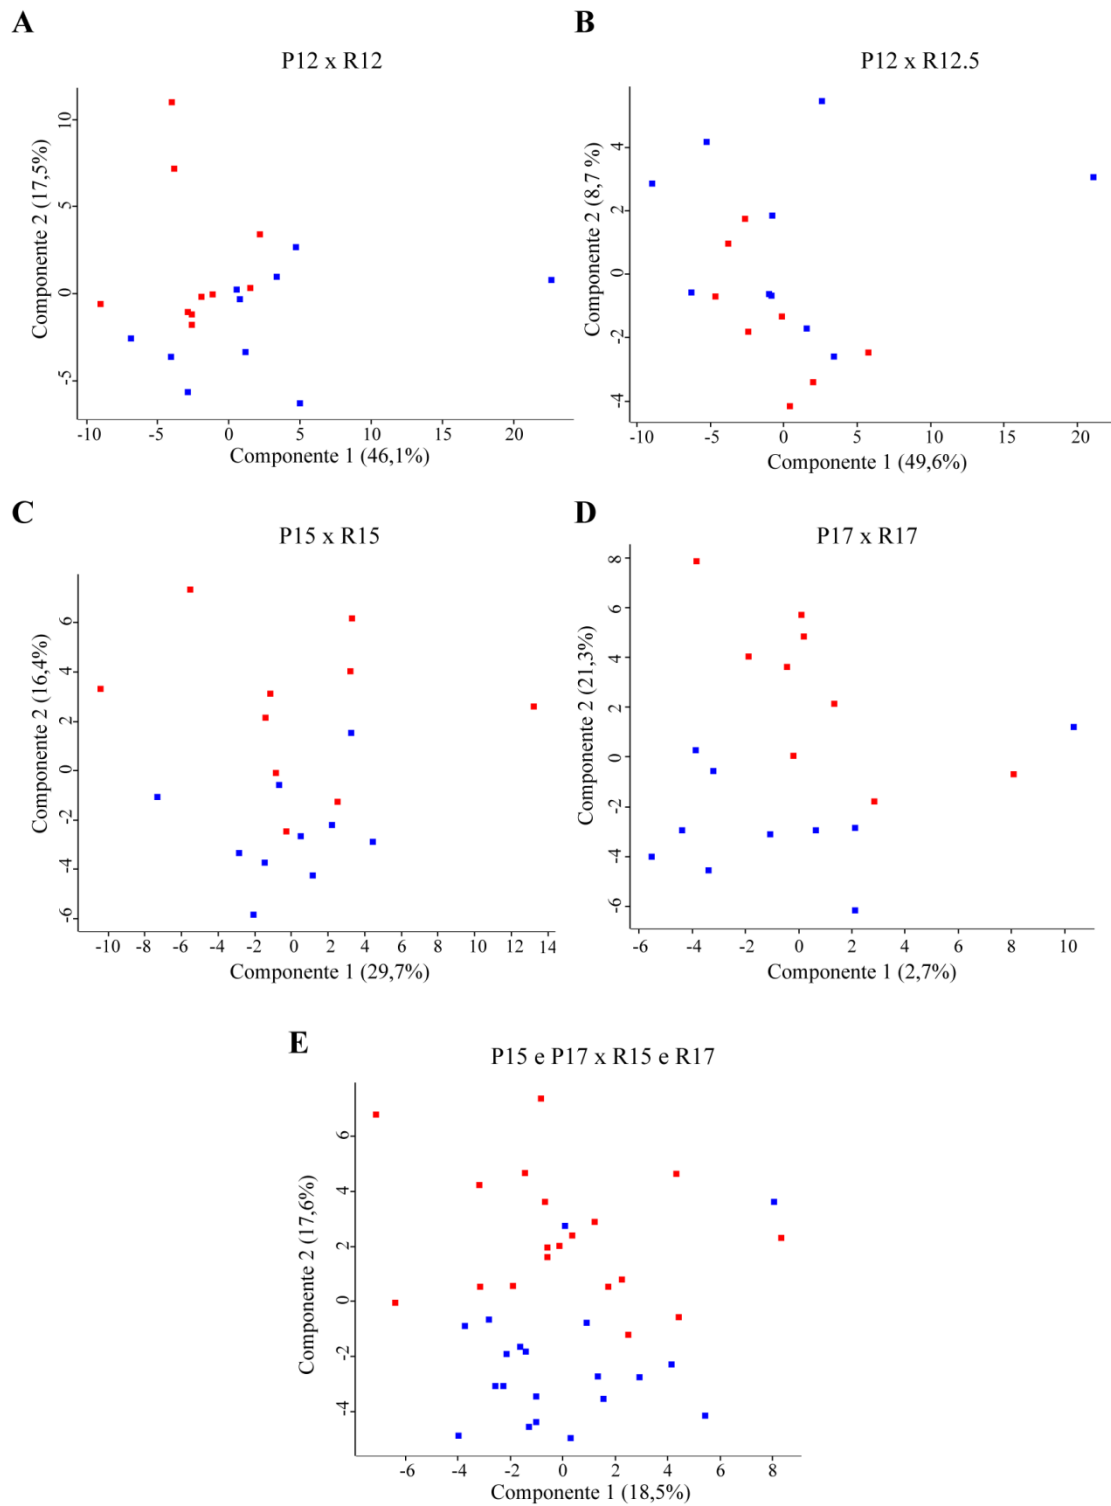 A
P12 x R12
10
5
0
-5
Componente 2 (17,5%)
-10 -5 0 5 10 15 20
Componente 1 (46,1%)
B
P12 x R12.5
4
2
0
-2
-4
Componente 2 (8,7 %)
-10 -5 0 5 10 15 20
Componente 1 (49,6%)
C
P15 x R15
6
4
2
0
-2
-4
-6
Componente 2 (16,4%)
-10 -8 -6 -4 -2 0 2 4 6 8 10 12 14
Componente 1 (29,7%)
D
P17 x R17
8
6
4
2
0
-2
-4
-6
Componente 2 (21,3%)
-6 -4 -2 0 2 4 6 8 10
Componente 1 (2,7%)
E
P15 e P17 x R15 e R17
6
4
2
0
-2
-4
Componente 2 (17,6%)
-6 -4 -2 0 2 4 6 8
Componente 1 (18,5%)